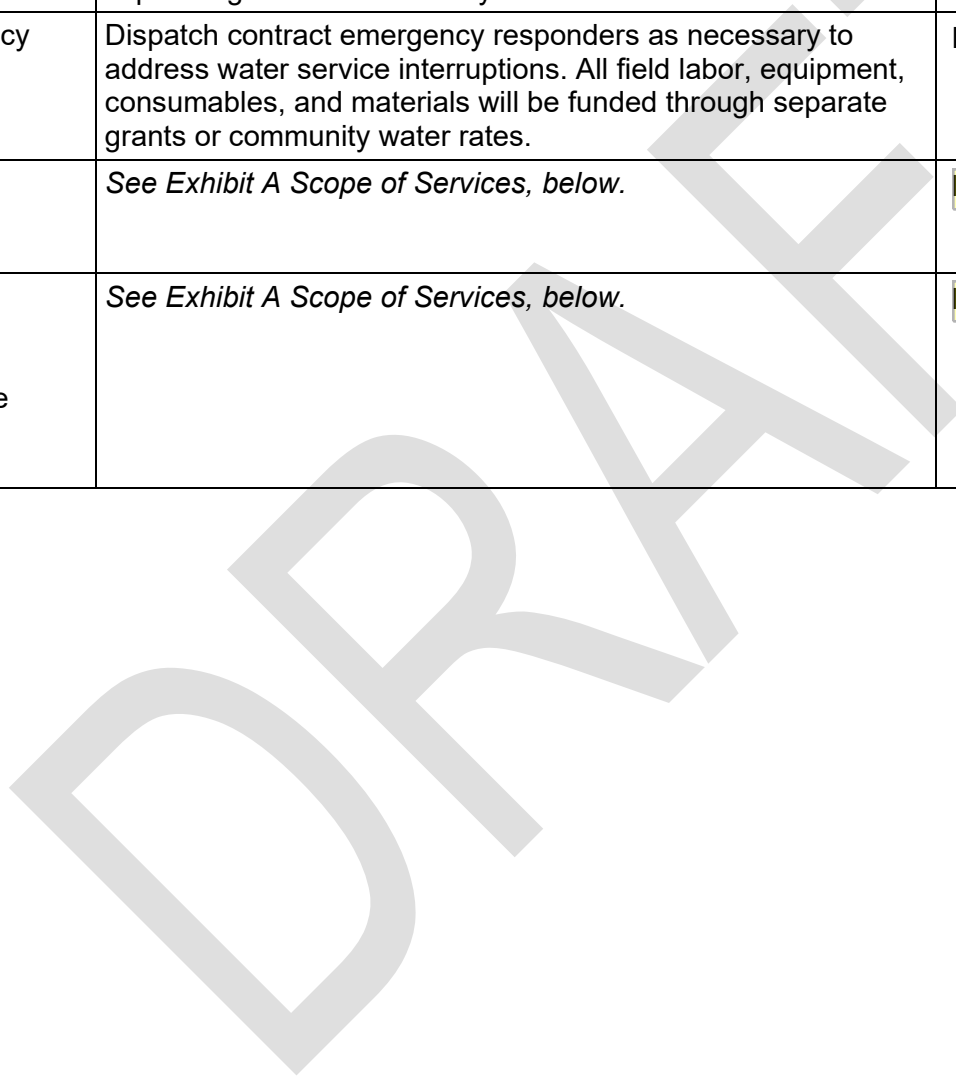 cy
Dispatch contract emergency responders as necessary to
address water service interruptions. All field labor, equipment,
consumables, and materials will be funded through separate
grants or community water rates.
See Exhibit A Scope of Services, below.
See Exhibit A Scope of Services, below.
e
DRAF